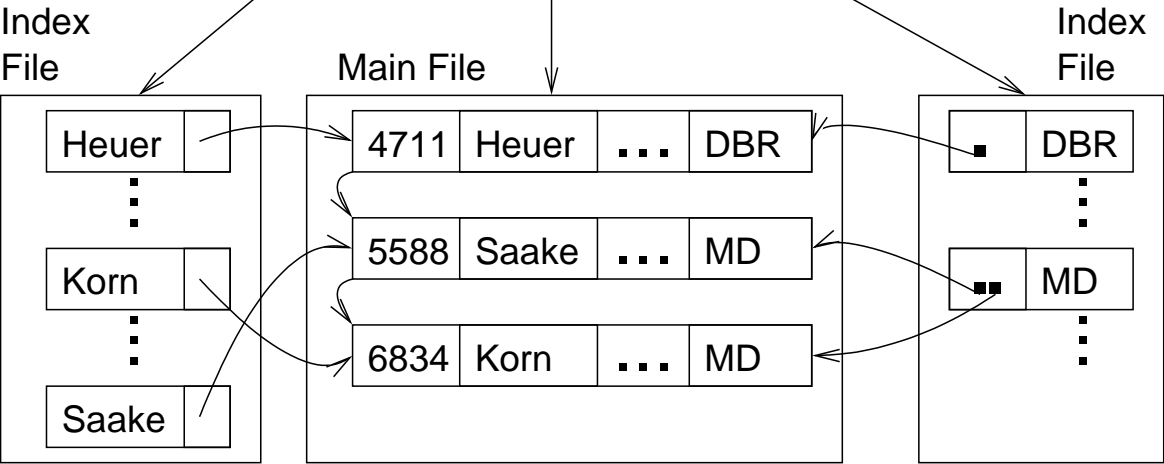 Index
File
Main File
Index
File
Heuer
Korn
Saake
4711 Heuer ... DBR
5588 Saake ... MD
6834 Korn ... MD
DBR
MD